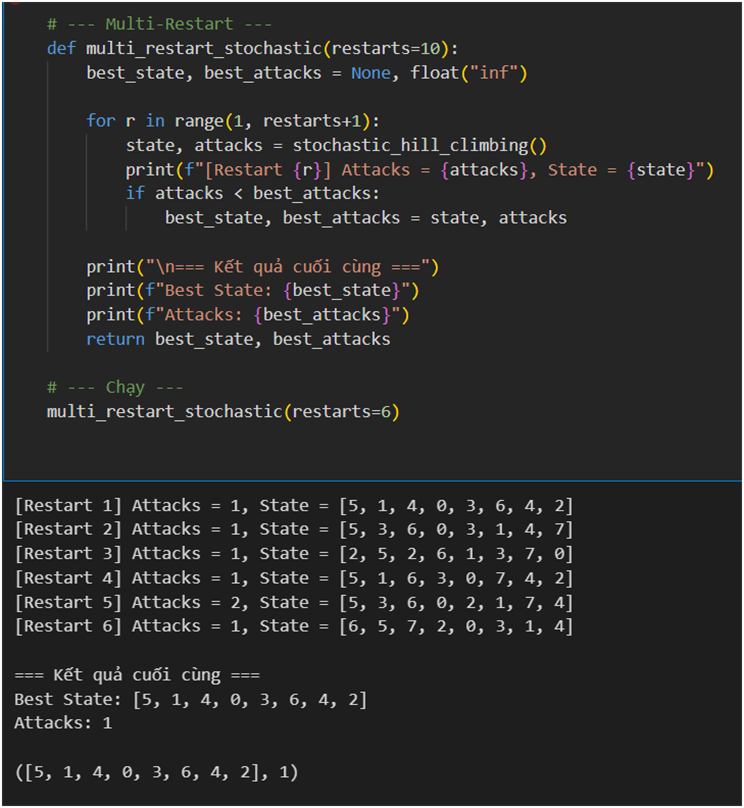 # --- Multi-Restart ---
def multi_restart_stochastic(restarts=10):
    best_state, best_attacks = None, float("inf")

    for r in range(1, restarts+1):
        state, attacks = stochastic_hill_climbing()
        print(f"[Restart {r}] Attacks = {attacks}, State = {state}")
        if attacks < best_attacks:
            best_state, best_attacks = state, attacks

    print("\n=== Kết quả cuối cùng ===")
    print(f"Best State: {best_state}")
    print(f"Attacks: {best_attacks}")
    return best_state, best_attacks

# --- Chạy ---
multi_restart_stochastic(restarts=6)

[Restart 1] Attacks = 1, State = [5, 1, 4, 0, 3, 6, 4, 2]
[Restart 2] Attacks = 1, State = [5, 3, 6, 0, 3, 1, 4, 7]
[Restart 3] Attacks = 1, State = [2, 5, 2, 6, 1, 3, 7, 0]
[Restart 4] Attacks = 1, State = [5, 1, 6, 3, 0, 7, 4, 2]
[Restart 5] Attacks = 2, State = [5, 3, 6, 0, 2, 1, 7, 4]
[Restart 6] Attacks = 1, State = [6, 5, 7, 2, 0, 3, 1, 4]

=== Kết quả cuối cùng ===
Best State: [5, 1, 4, 0, 3, 6, 4, 2]
Attacks: 1

([5, 1, 4, 0, 3, 6, 4, 2], 1)